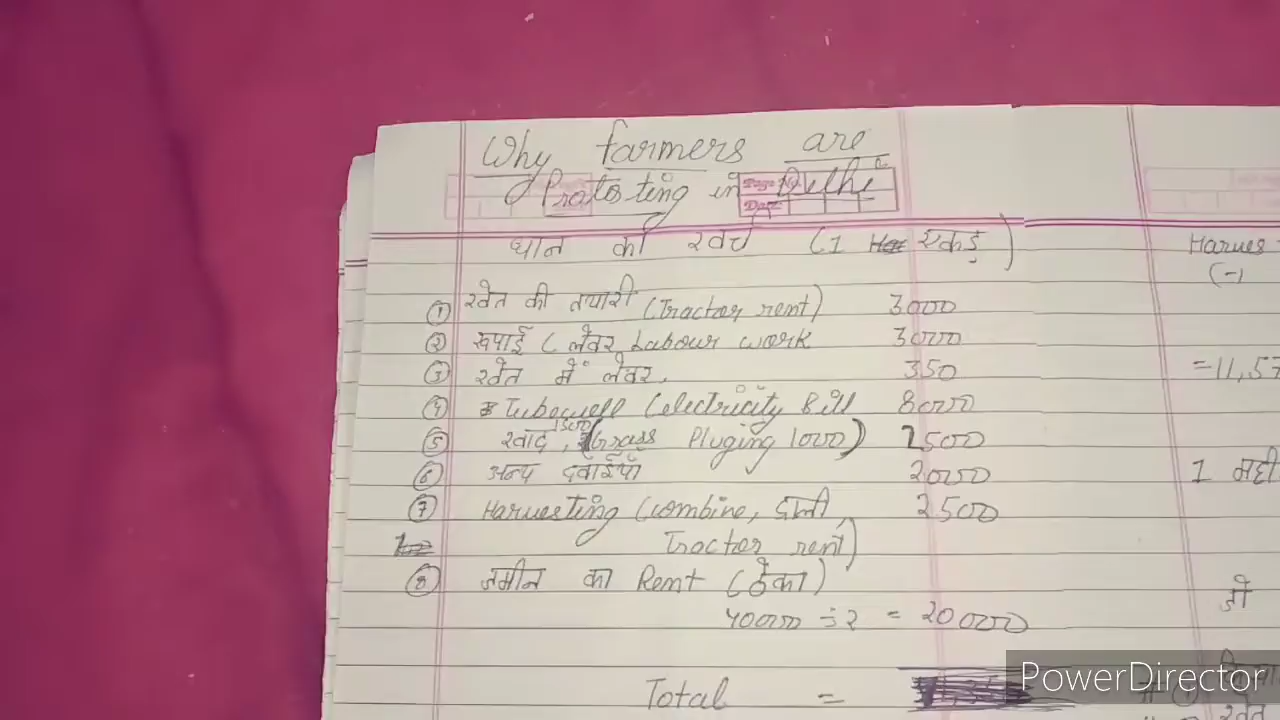 Why farmers are
Protesting in Delhi
धान का खर्च (1 एकड़)
① खेत की तयारी (Tractor rent) 3000
② रूपाई (लेबर Labour work 3000
③ खेत में लेबर, 350
④ Tubewell (electricity Bill 8000
⑤ खाद, 1500 (Grass Pluging 1000) 2500
⑥ अन्य दवाईयाँ 2000
⑦ Harvesting (combine, ट्राली, 2500
Tractor rent)
⑧ जमीन का Rent (ठेका)
40000 ÷ 2 = 20000
Total =
Harves
(-)
=11,57
1 मही
हो
PowerDirector